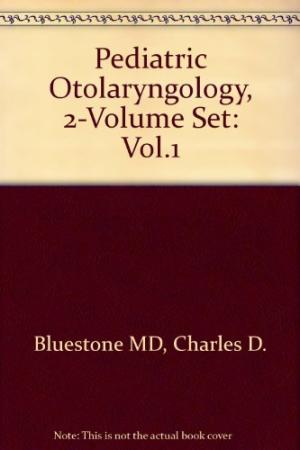 Pediatric
Otolaryngology,
2-Volume Set:
Vol.1
Bluestone MD, Charles D.
Note: This is not the actual book cover